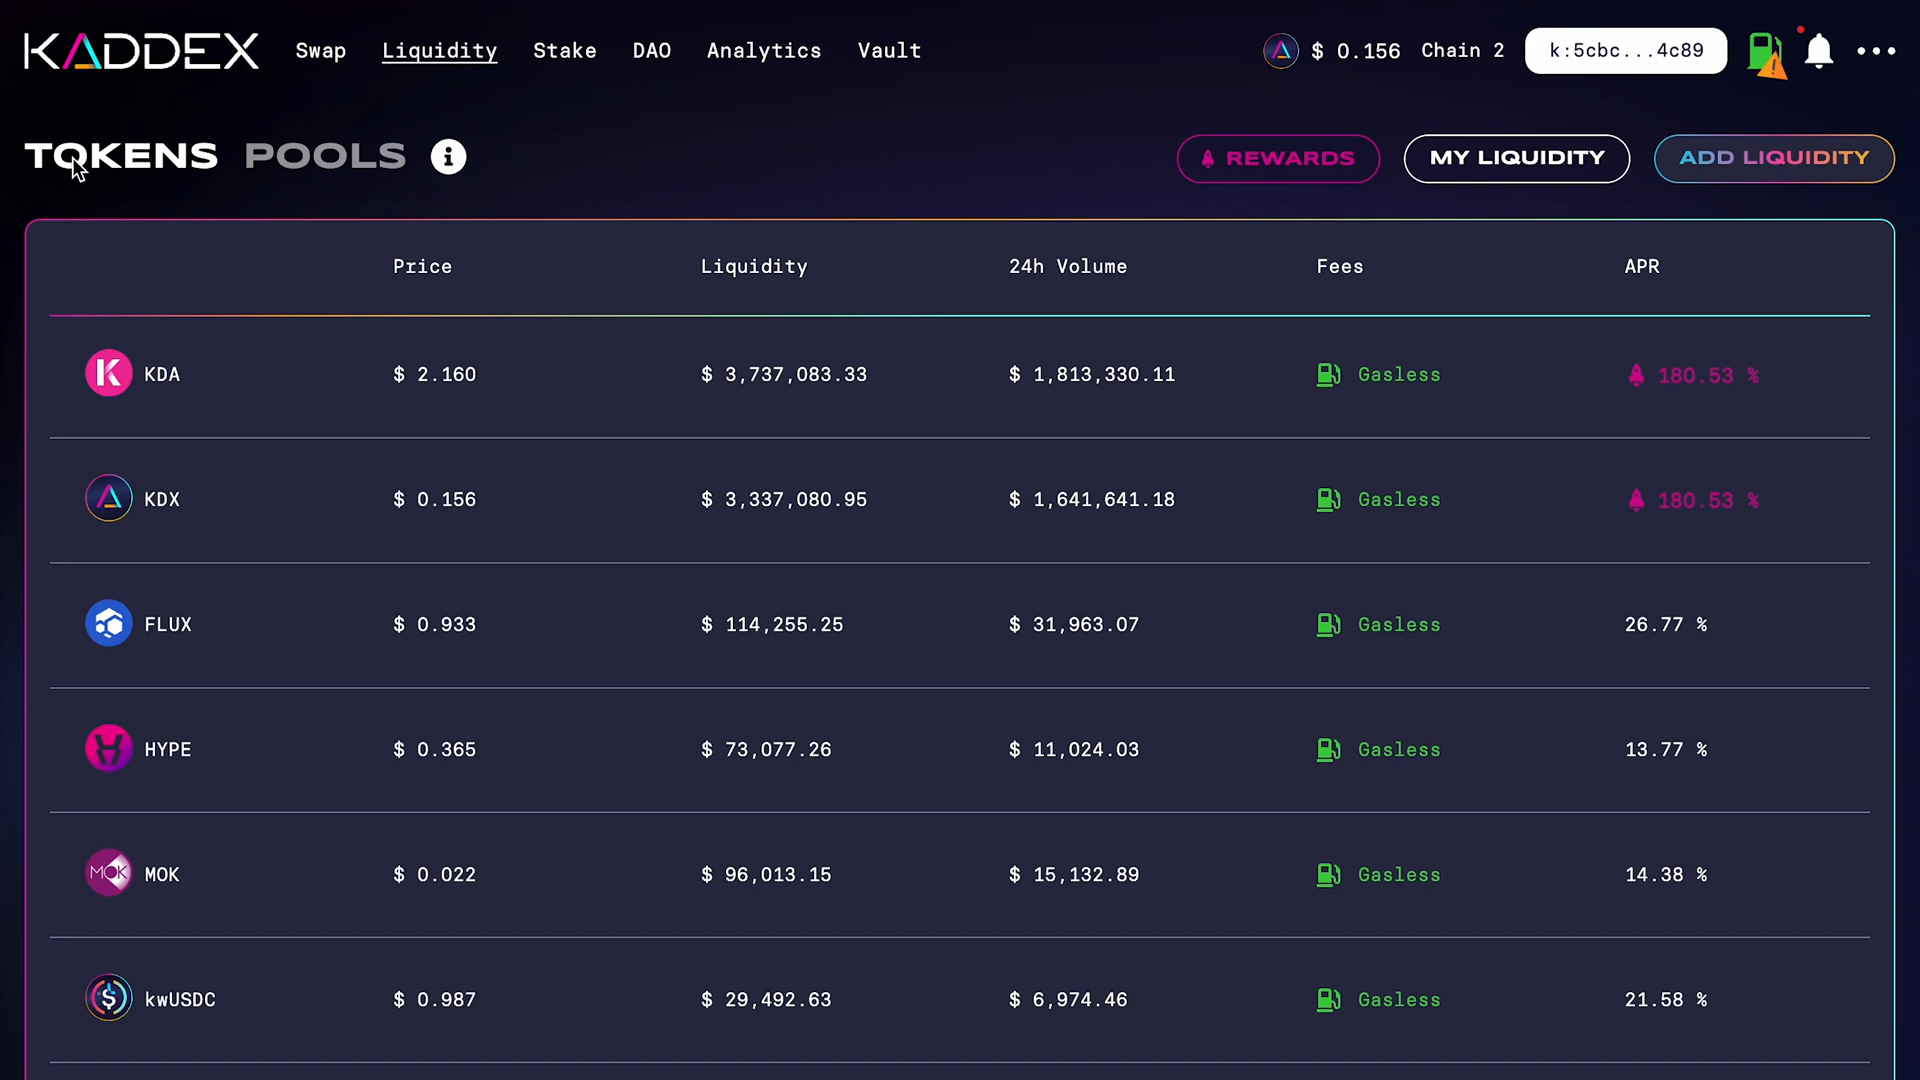 KADDEX Swap Liquidity Stake DAO Analytics Vault $ 0.156 Chain 2 k:5cbc...4c89
TOKENS POOLS i REWARDS MY LIQUIDITY ADD LIQUIDITY
Price Liquidity 24h Volume Fees APR
KDA $ 2.160 $ 3,737,083.33 $ 1,813,330.11 Gasless 180.53 %
KDX $ 0.156 $ 3,337,080.95 $ 1,641,641.18 Gasless 180.53 %
FLUX $ 0.933 $ 114,255.25 $ 31,963.07 Gasless 26.77 %
HYPE $ 0.365 $ 73,077.26 $ 11,024.03 Gasless 13.77 %
MOK MOK $ 0.022 $ 96,013.15 $ 15,132.89 Gasless 14.38 %
kwUSDC $ 0.987 $ 29,492.63 $ 6,974.46 Gasless 21.58 %